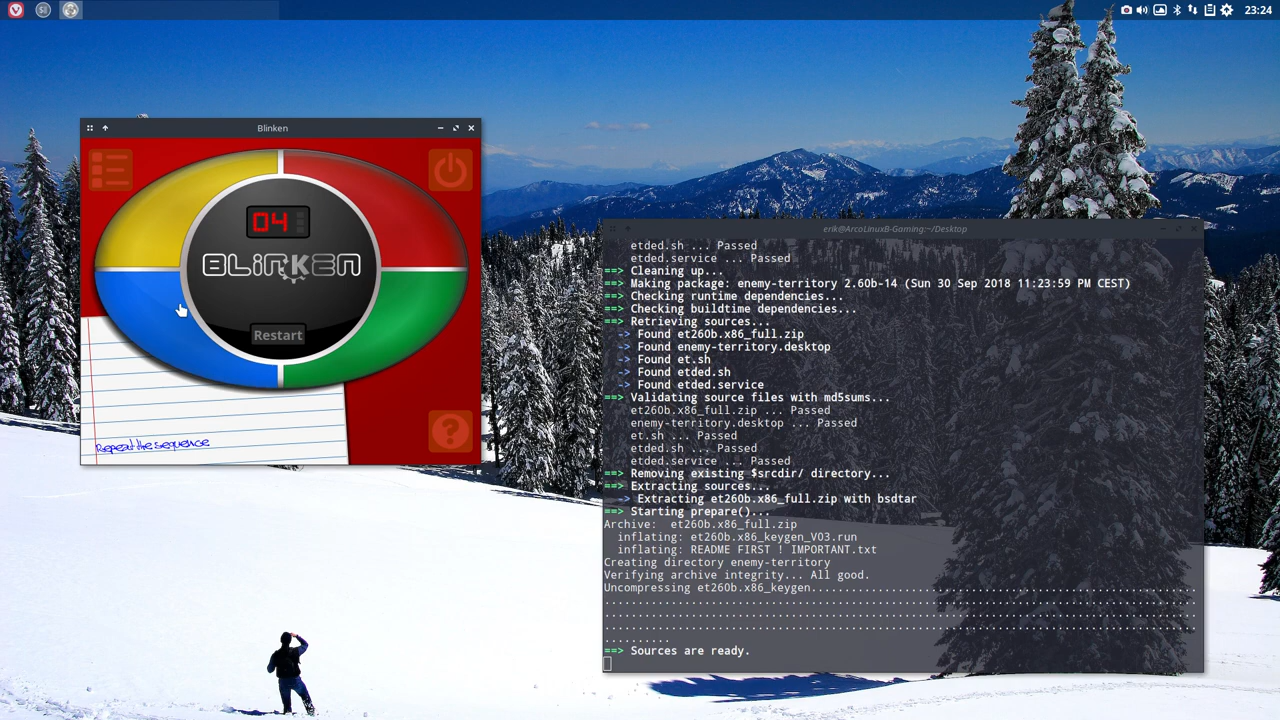 23:24
Blinken
04
BLINKEN
Restart
Repeat the sequence
?
erik@ArcoLinuxB-Gaming:~/Desktop
etded.sh ... Passed
etded.service ... Passed
==> Cleaning up...
==> Making package: enemy-territory 2.60b-14 (Sun 30 Sep 2018 11:23:59 PM CEST)
==> Checking runtime dependencies...
==> Checking buildtime dependencies...
==> Retrieving sources...
-> Found et260b.x86_full.zip
-> Found enemy-territory.desktop
-> Found et.sh
-> Found etded.sh
-> Found etded.service
==> Validating source files with md5sums...
et260b.x86_full.zip ... Passed
enemy-territory.desktop ... Passed
et.sh ... Passed
etded.sh ... Passed
etded.service ... Passed
==> Removing existing $srcdir/ directory...
==> Extracting sources...
-> Extracting et260b.x86_full.zip with bsdtar
==> Starting prepare()...
Archive:  et260b.x86_full.zip
inflating: et260b.x86_keygen_V03.run
inflating: README FIRST ! IMPORTANT.txt
Creating directory enemy-territory
Verifying archive integrity... All good.
Uncompressing et260b.x86_keygen..........................................................
.........................................................................................
.........................................................................................
..........
==> Sources are ready.